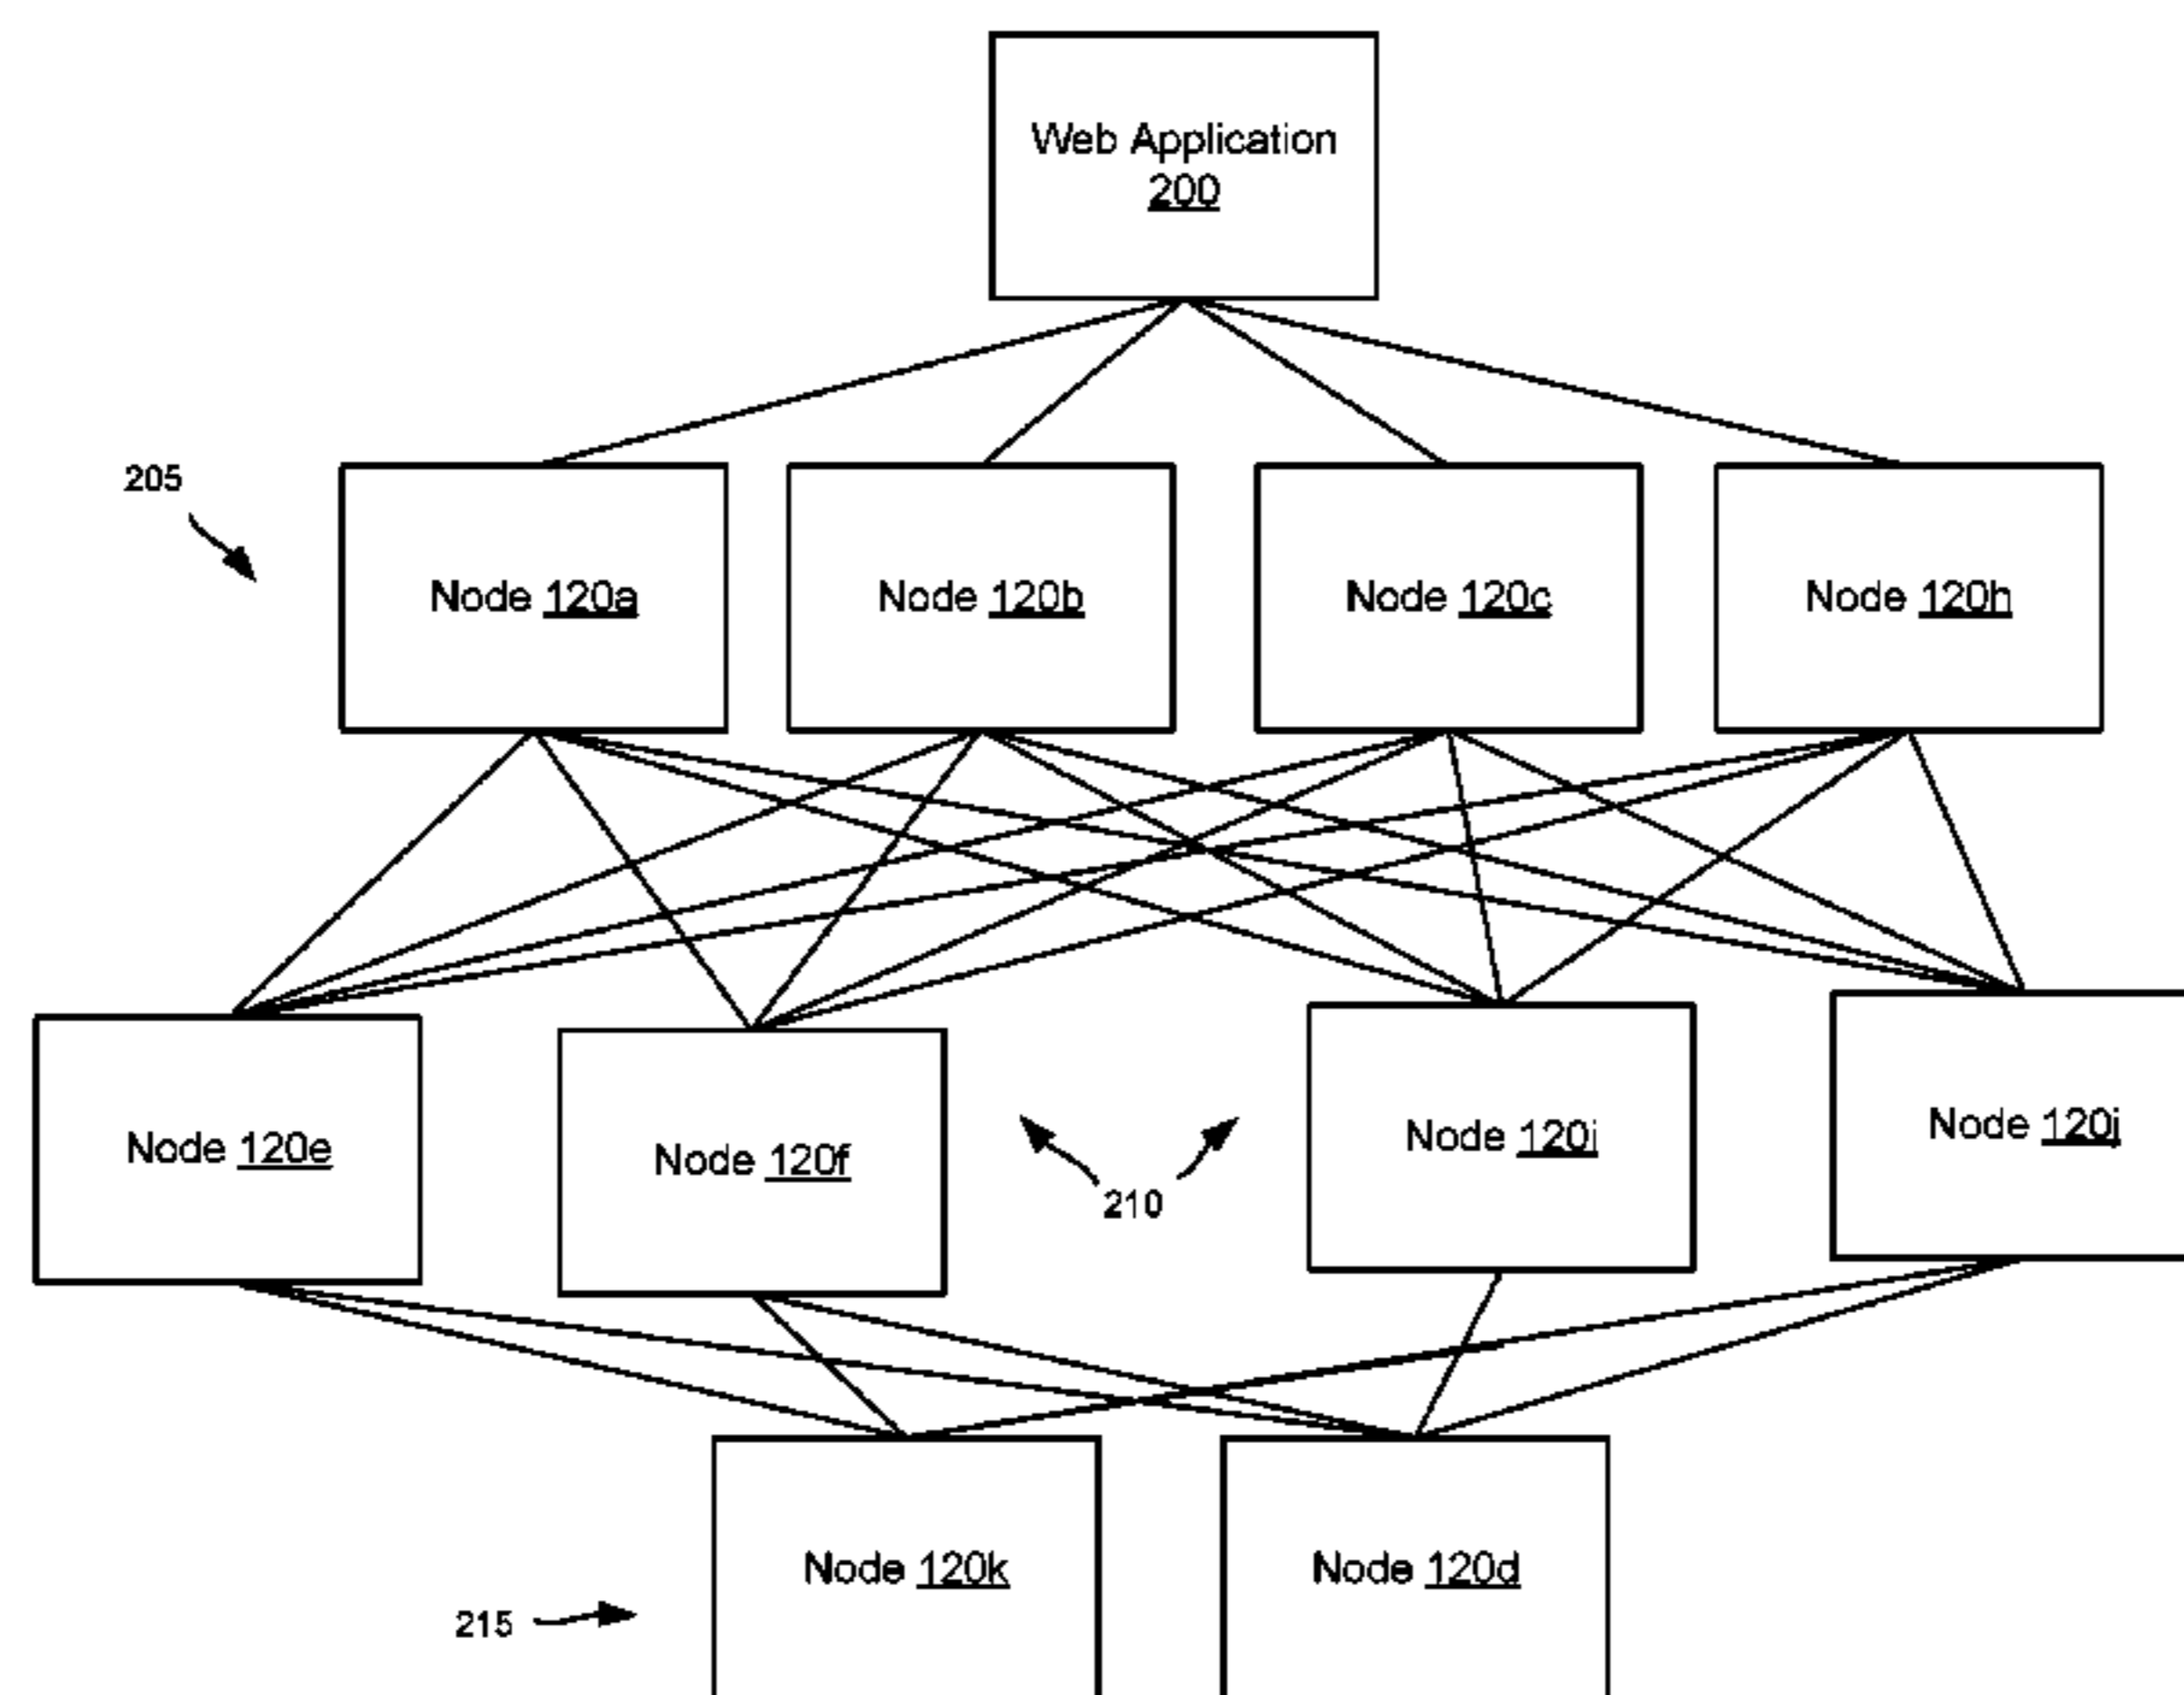 Web Application
200
205
Node 120a
Node 120b
Node 120c
Node 120h
Node 120e
Node 120f
210
Node 120i
Node 120j
Node 120k
Node 120d
215